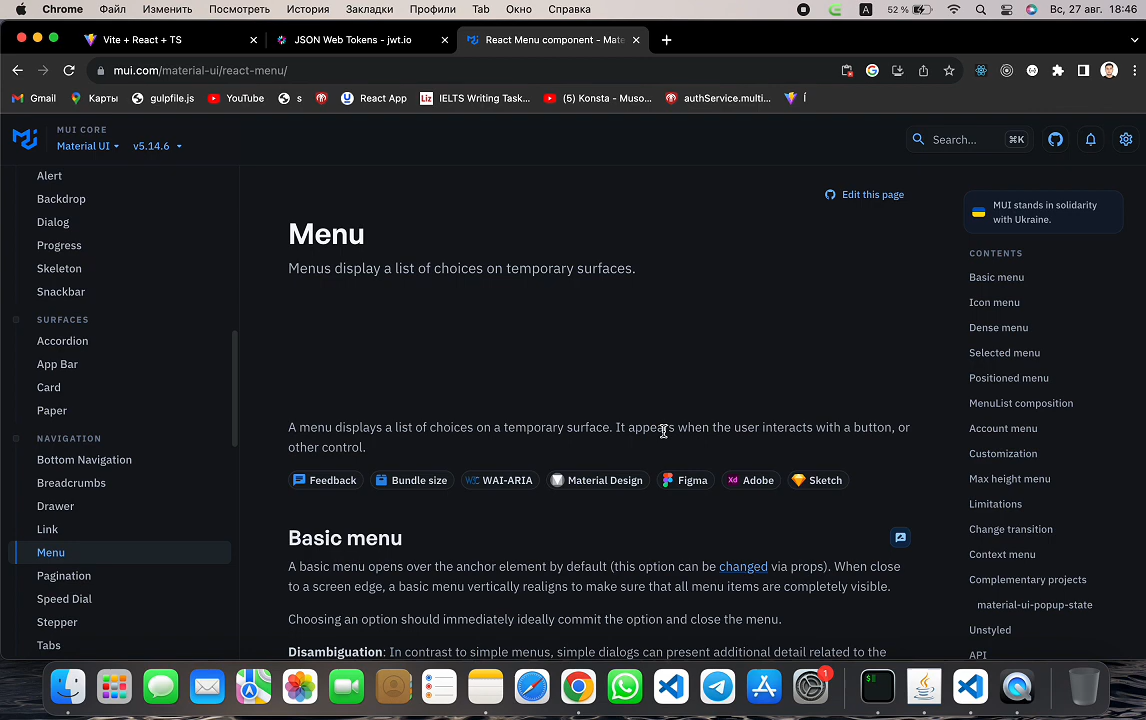 Chrome Файл Изменить Посмотреть История Закладки Профили Tab Окно Справка A 52 % Вс, 27 авг. 18:46
Vite + React + TS JSON Web Tokens - jwt.io React Menu component - Mate
mui.com/material-ui/react-menu/
Gmail Карты gulpfile.js YouTube s React App Liz IELTS Writing Task... (5) Konsta - Muso... authService.multi... Í
MUI CORE
Material UI v5.14.6 Search... ⌘K
Alert
Backdrop
Dialog
Progress
Skeleton
Snackbar
SURFACES
Accordion
App Bar
Card
Paper
NAVIGATION
Bottom Navigation
Breadcrumbs
Drawer
Link
Menu
Pagination
Speed Dial
Stepper
Tabs
Edit this page
Menu
Menus display a list of choices on temporary surfaces.
A menu displays a list of choices on a temporary surface. It appears when the user interacts with a button, or
other control.
Feedback Bundle size WAI-ARIA Material Design Figma Xd Adobe Sketch
Basic menu
A basic menu opens over the anchor element by default (this option can be changed via props). When close
to a screen edge, a basic menu vertically realigns to make sure that all menu items are completely visible.
Choosing an option should immediately ideally commit the option and close the menu.
Disambiguation: In contrast to simple menus, simple dialogs can present additional detail related to the
MUI stands in solidarity
with Ukraine.
CONTENTS
Basic menu
Icon menu
Dense menu
Selected menu
Positioned menu
MenuList composition
Account menu
Customization
Max height menu
Limitations
Change transition
Context menu
Complementary projects
material-ui-popup-state
Unstyled
API
1